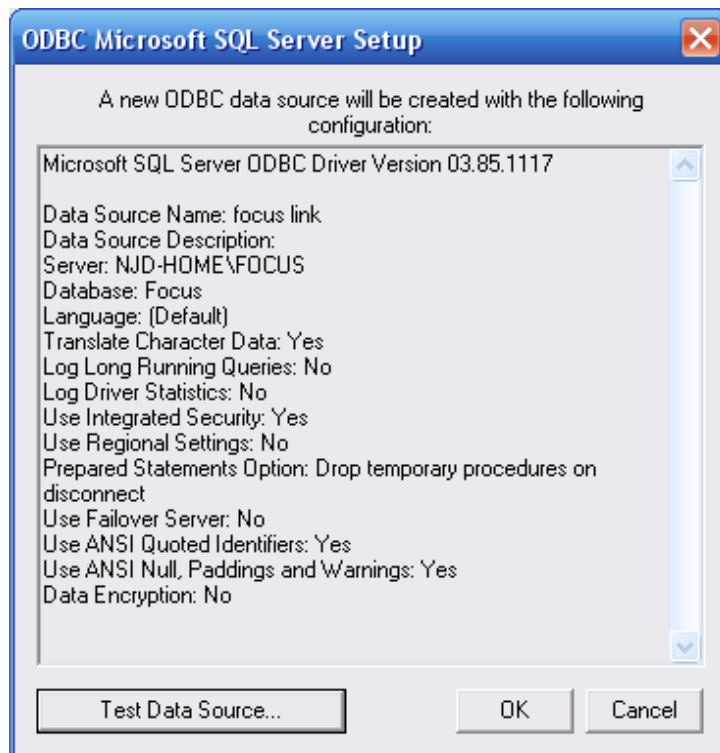 ODBC Microsoft SQL Server Setup
A new ODBC data source will be created with the following
configuration:
Microsoft SQL Server ODBC Driver Version 03.85.1117
Data Source Name: focus link
Data Source Description:
Server: NJD-HOME\FOCUS
Database: Focus
Language: (Default)
Translate Character Data: Yes
Log Long Running Queries: No
Log Driver Statistics: No
Use Integrated Security: Yes
Use Regional Settings: No
Prepared Statements Option: Drop temporary procedures on
disconnect
Use Failover Server: No
Use ANSI Quoted Identifiers: Yes
Use ANSI Null, Paddings and Warnings: Yes
Data Encryption: No
Test Data Source...
OK
Cancel